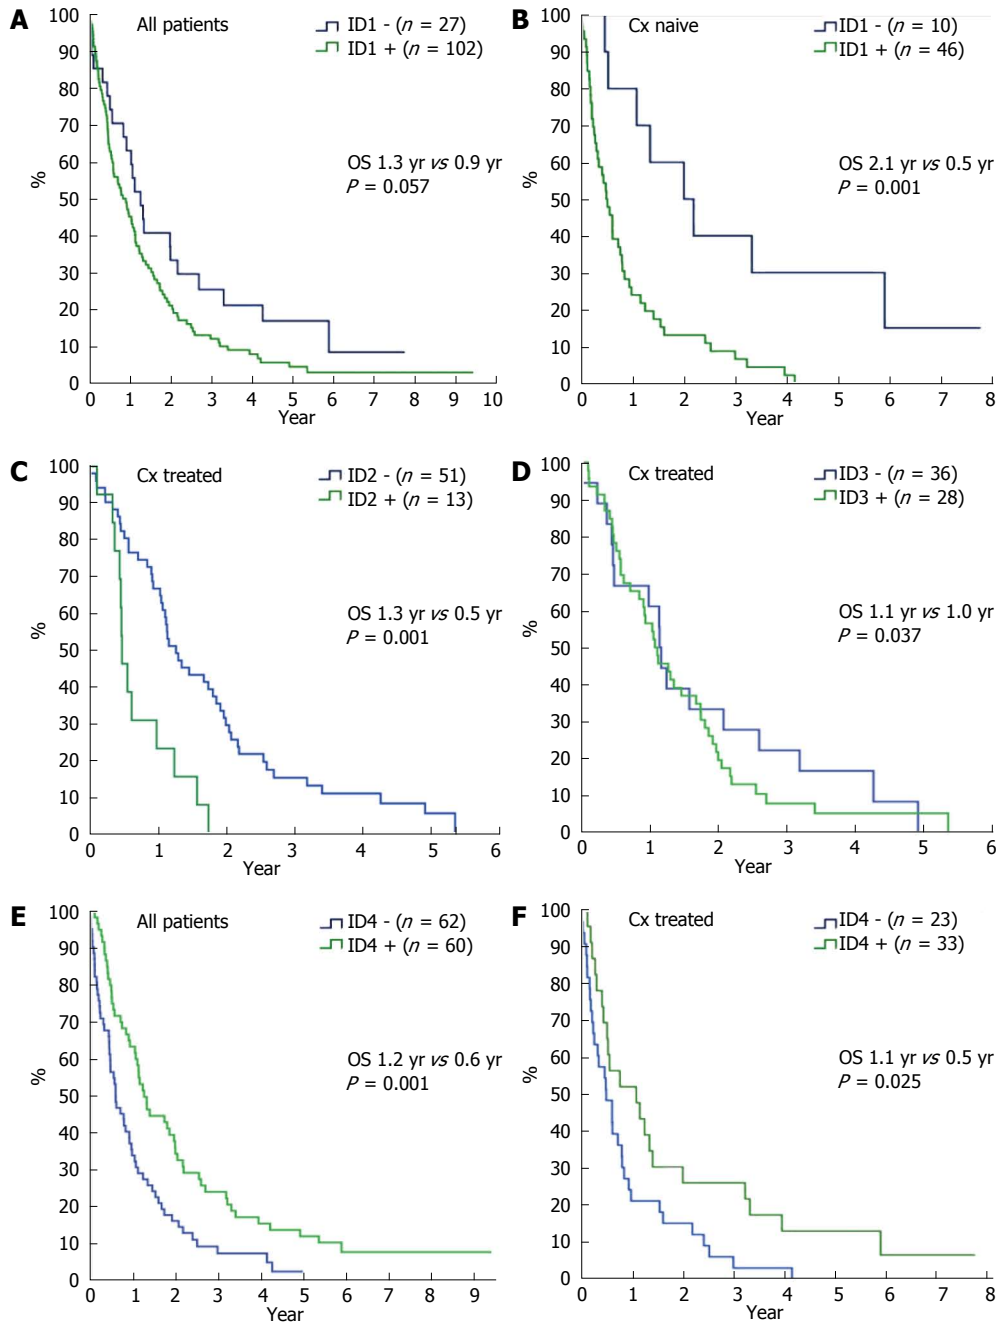 A
All patients
ID1 - (n = 27)
ID1 + (n = 102)
OS 1.3 yr vs 0.9 yr
P = 0.057
%
100
90
80
70
60
50
40
30
20
10
0
0 1 2 3 4 5 6 7 8 9 10
Year
B
Cx naive
ID1 - (n = 10)
ID1 + (n = 46)
OS 2.1 yr vs 0.5 yr
P = 0.001
%
100
90
80
70
60
50
40
30
20
10
0
0 1 2 3 4 5 6 7 8
Year
C
Cx treated
ID2 - (n = 51)
ID2 + (n = 13)
OS 1.3 yr vs 0.5 yr
P = 0.001
%
100
90
80
70
60
50
40
30
20
10
0
0 1 2 3 4 5 6
Year
D
Cx treated
ID3 - (n = 36)
ID3 + (n = 28)
OS 1.1 yr vs 1.0 yr
P = 0.037
%
100
90
80
70
60
50
40
30
20
10
0
0 1 2 3 4 5 6
Year
E
All patients
ID4 - (n = 62)
ID4 + (n = 60)
OS 1.2 yr vs 0.6 yr
P = 0.001
%
100
90
80
70
60
50
40
30
20
10
0
0 1 2 3 4 5 6 7 8 9
Year
F
Cx treated
ID4 - (n = 23)
ID4 + (n = 33)
OS 1.1 yr vs 0.5 yr
P = 0.025
%
100
90
80
70
60
50
40
30
20
10
0
0 1 2 3 4 5 6 7 8
Year